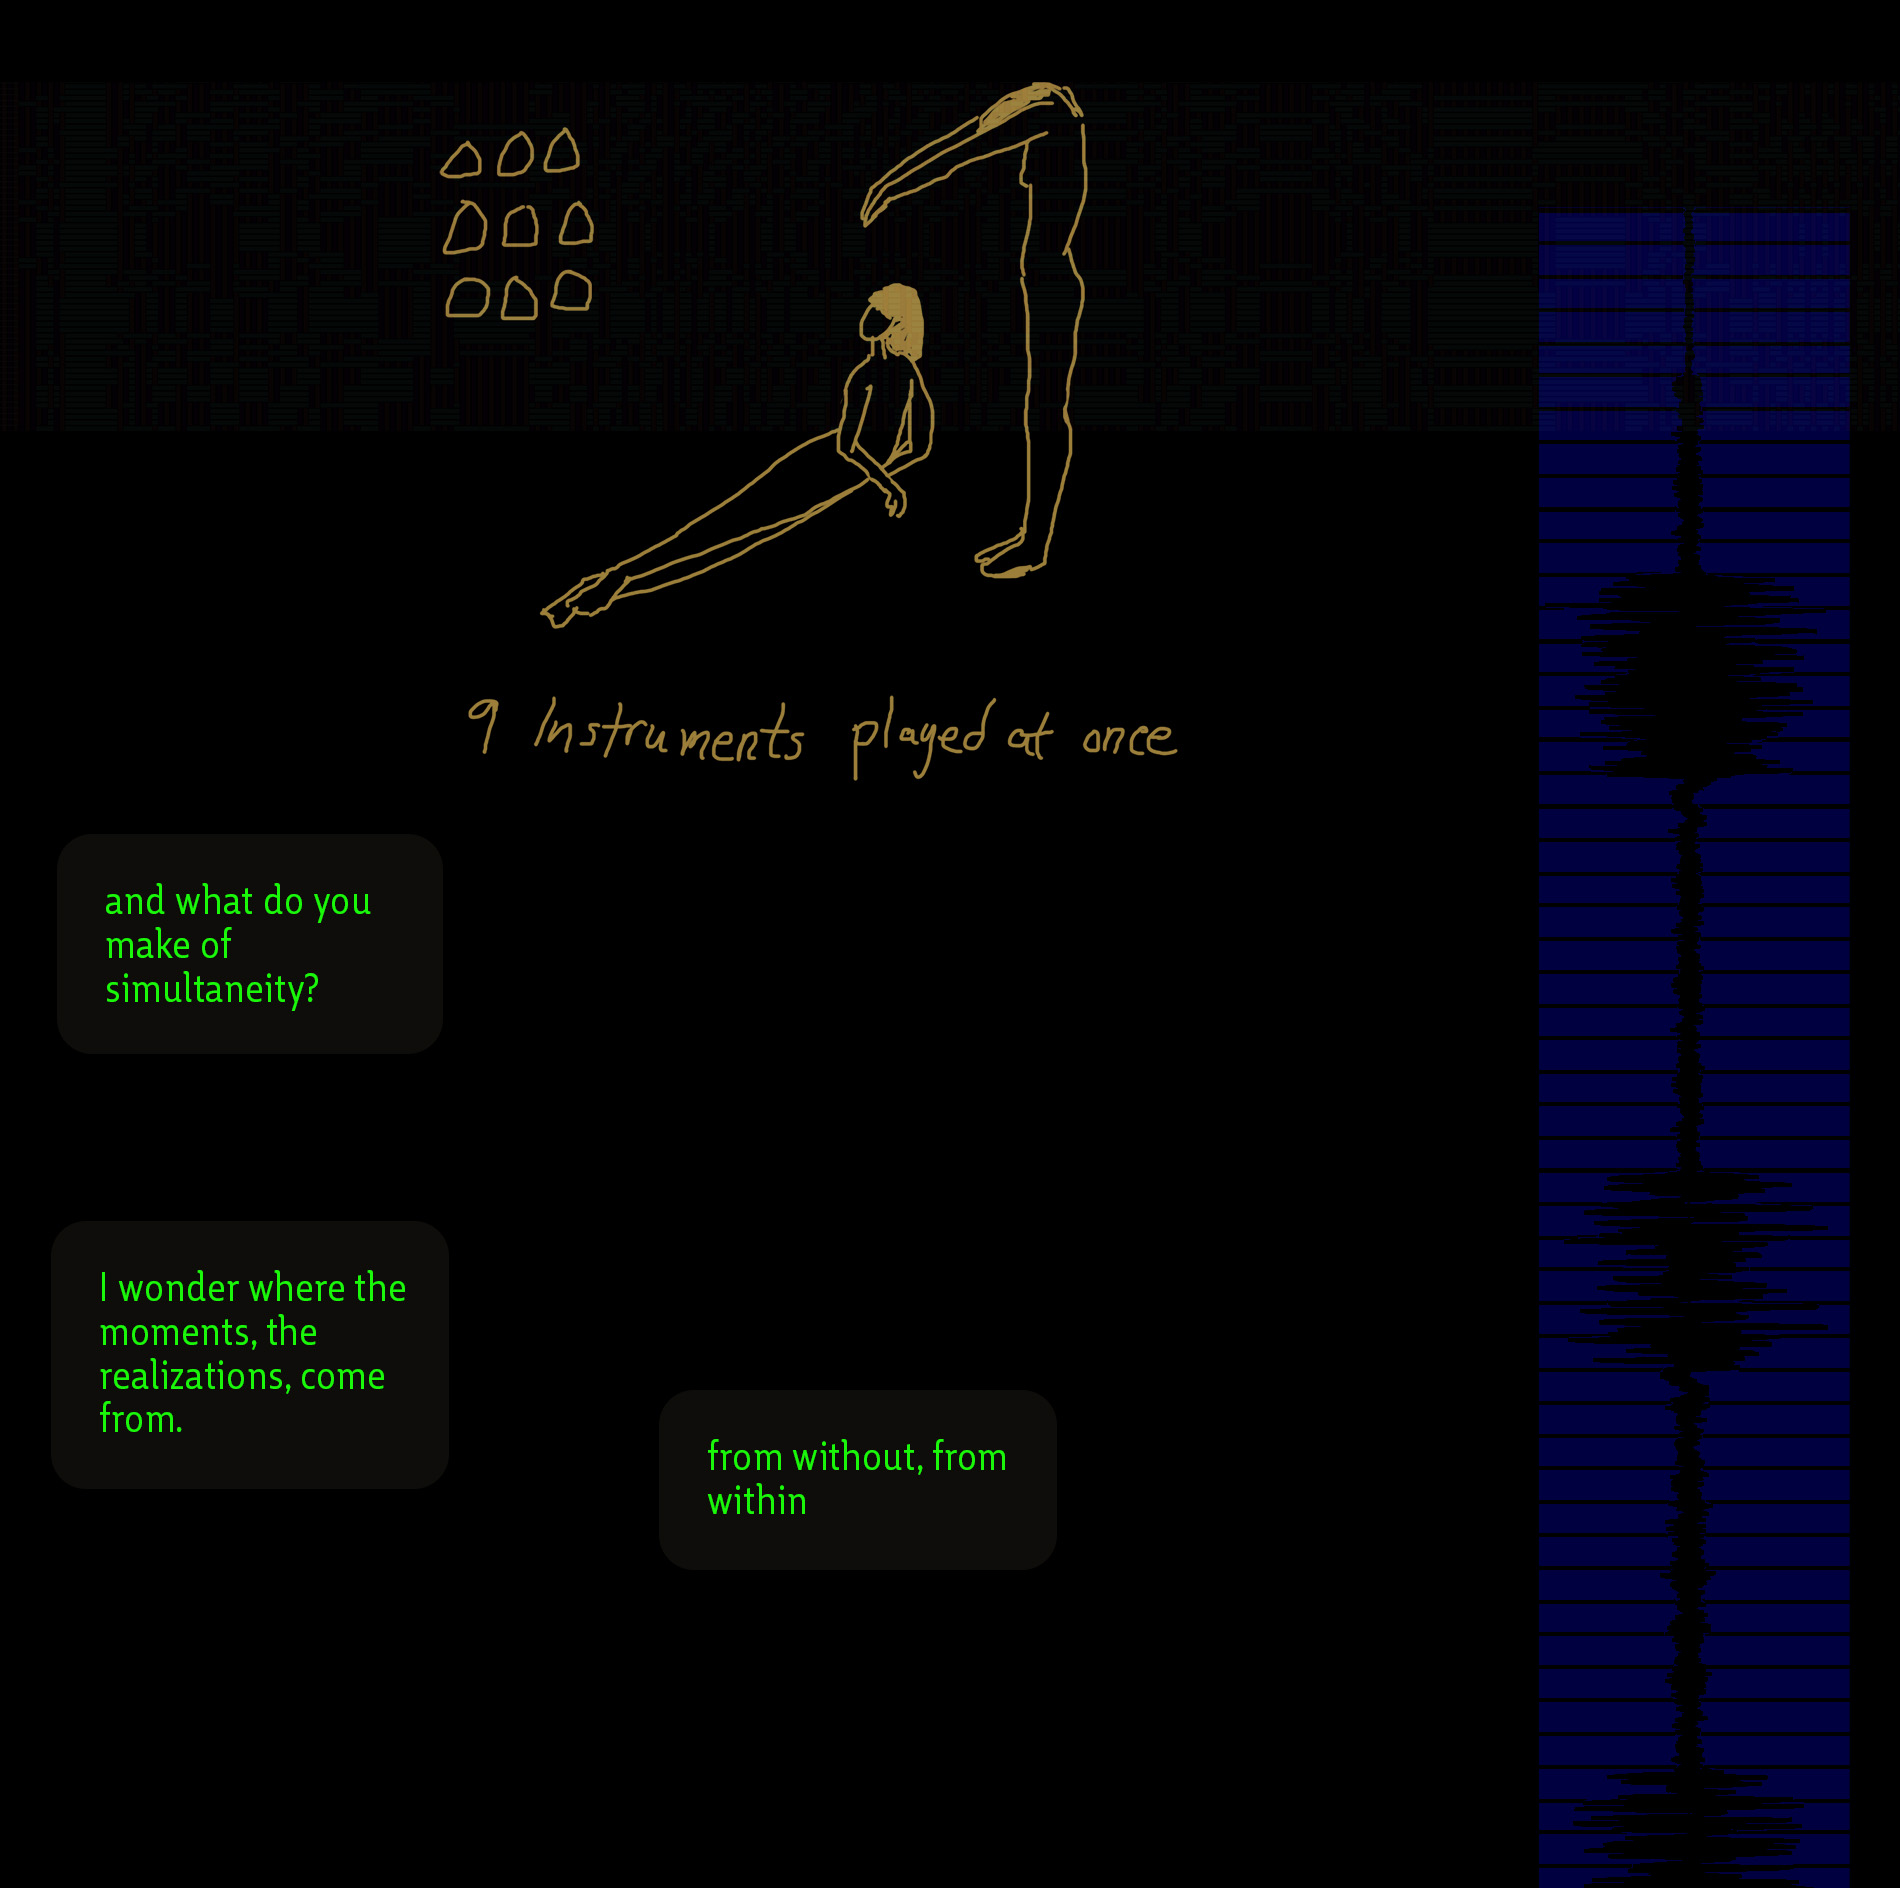 9 Instruments played at once
and what do you
make of
simultaneity?
I wonder where the
moments, the
realizations, come
from.
from without, from
within